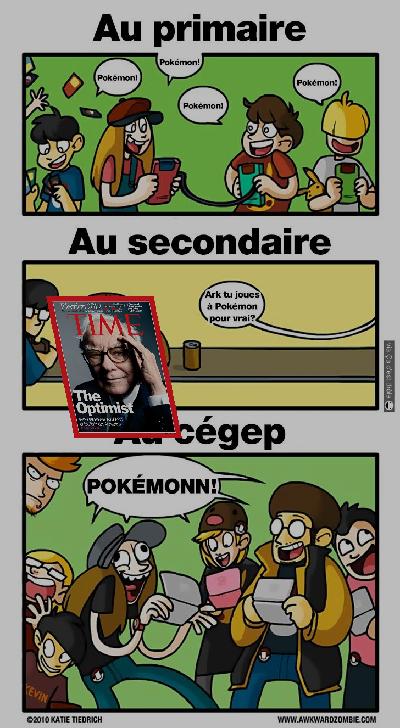 Au primaire
Pokémon!
Pokémon!
Pokémon!
Pokémon!
Au secondaire
Ark tu joues
à Pokémon
pour vrai?
TIME
The
Optimist
Au cégep
POKÉMONN!
KEVIN
©2010 KATIE TIEDRICH
WWW.AWKWARDZOMBIE.COM